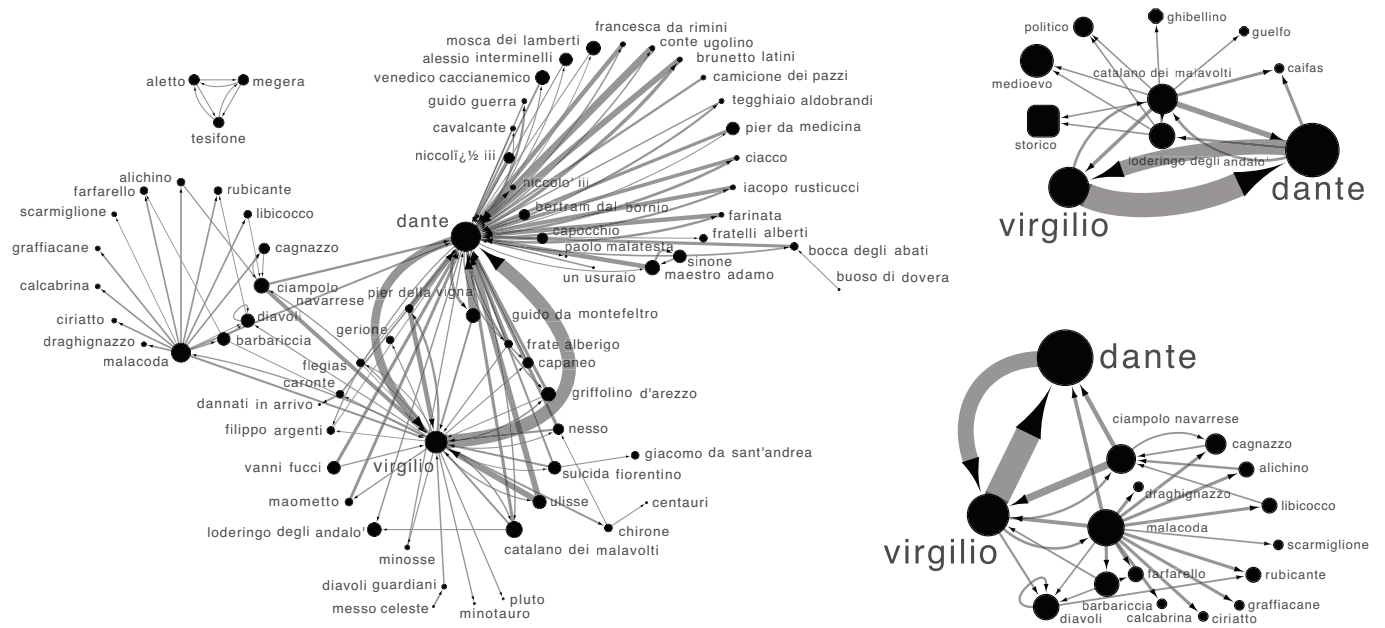 francesca da rimini
mosca dei lamberti
conte ugolino
alessio interminelli
brunetto latini
venedico caccianemico
camicione dei pazzi
guido guerra
tegghiaio aldobrandi
cavalcante
pier da medicina
niccolï¿½ iii
ciacco
niccolo' iii
iacopo rusticucci
bertram dal bornio
farinata
dante
capocchio
fratelli alberti
paolo malatesta
bocca degli abati
sinone
un usuraio
maestro adamo
buoso di dovera
aletto
megera
tesifone
alichino
farfarello
rubicante
scarmiglione
libicocco
graffiacane
cagnazzo
calcabrina
ciampolo
navarrese
pier della vigna
ciriatto
diavoli
guido da montefeltro
draghignazzo
barbariccia
gerione
malacoda
frate alberigo
flegias
capaneo
caronte
griffolino d'arezzo
dannati in arrivo
filippo argenti
nesso
vanni fucci
virgilio
giacomo da sant'andrea
suicida fiorentino
maometto
ulisse
centauri
loderingo degli andalo'
chirone
catalano dei malavolti
minosse
diavoli guardiani
messo celeste
pluto
minotauro
politico
ghibellino
guelfo
medioevo
catalano dei malavolti
caifas
storico
loderingo degli andalo'
dante
virgilio
dante
ciampolo navarrese
cagnazzo
alichino
draghignazzo
libicocco
malacoda
virgilio
scarmiglione
farfarello
rubicante
barbariccia
graffiacane
diavoli
calcabrina
ciriatto